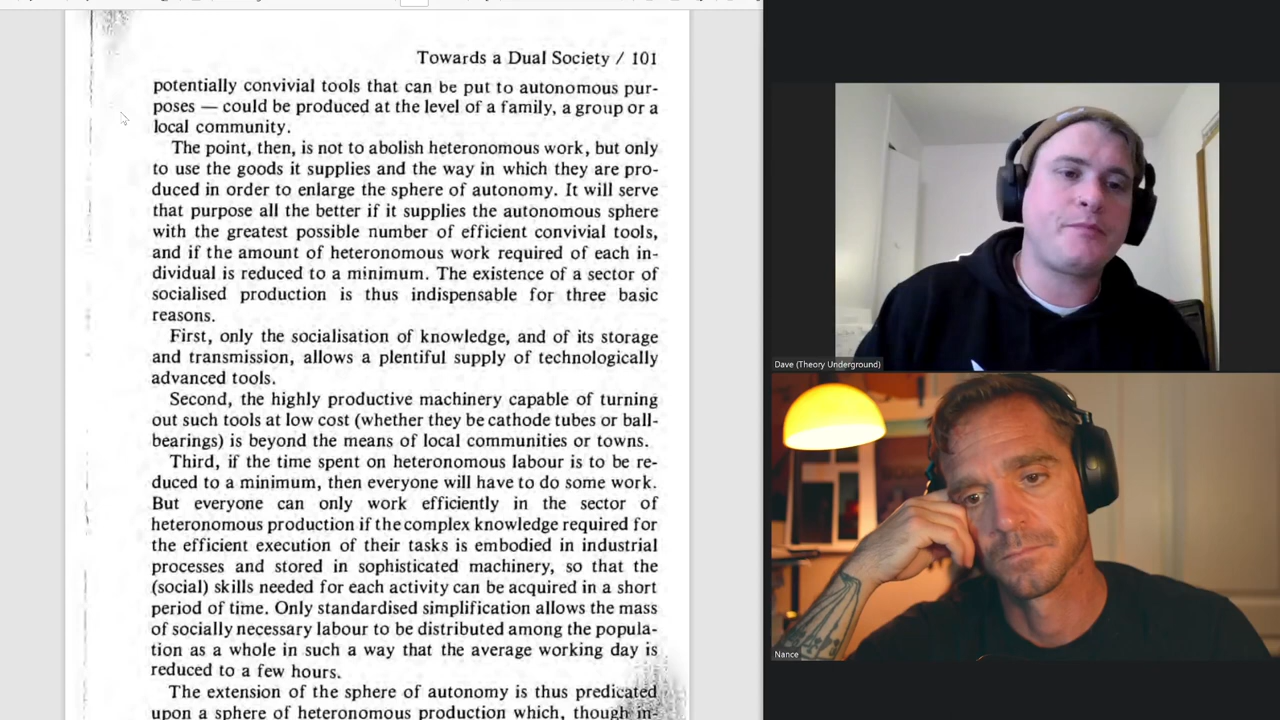 Towards a Dual Society / 101
potentially convivial tools that can be put to autonomous pur-
poses — could be produced at the level of a family, a group or a
local community.
The point, then, is not to abolish heteronomous work, but only
to use the goods it supplies and the way in which they are pro-
duced in order to enlarge the sphere of autonomy. It will serve
that purpose all the better if it supplies the autonomous sphere
with the greatest possible number of efficient convivial tools,
and if the amount of heteronomous work required of each in-
dividual is reduced to a minimum. The existence of a sector of
socialised production is thus indispensable for three basic
reasons.
First, only the socialisation of knowledge, and of its storage
and transmission, allows a plentiful supply of technologically
advanced tools.
Second, the highly productive machinery capable of turning
out such tools at low cost (whether they be cathode tubes or ball-
bearings) is beyond the means of local communities or towns.
Third, if the time spent on heteronomous labour is to be re-
duced to a minimum, then everyone will have to do some work.
But everyone can only work efficiently in the sector of
heteronomous production if the complex knowledge required for
the efficient execution of their tasks is embodied in industrial
processes and stored in sophisticated machinery, so that the
(social) skills needed for each activity can be acquired in a short
period of time. Only standardised simplification allows the mass
of socially necessary labour to be distributed among the popula-
tion as a whole in such a way that the average working day is
reduced to a few hours.
The extension of the sphere of autonomy is thus predicated
upon a sphere of heteronomous production which, though in-
Dave (Theory Underground)
Nance